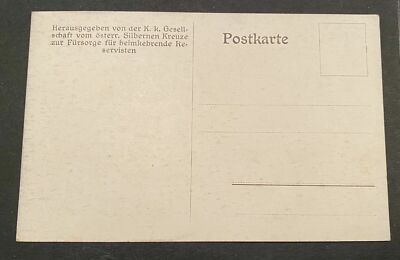 Herausgegeben von der K. k. Gesell-
schaft vom österr. Silbernen Kreuze
zur Fürsorge für heimkehrende Re-
servisten
Postkarte